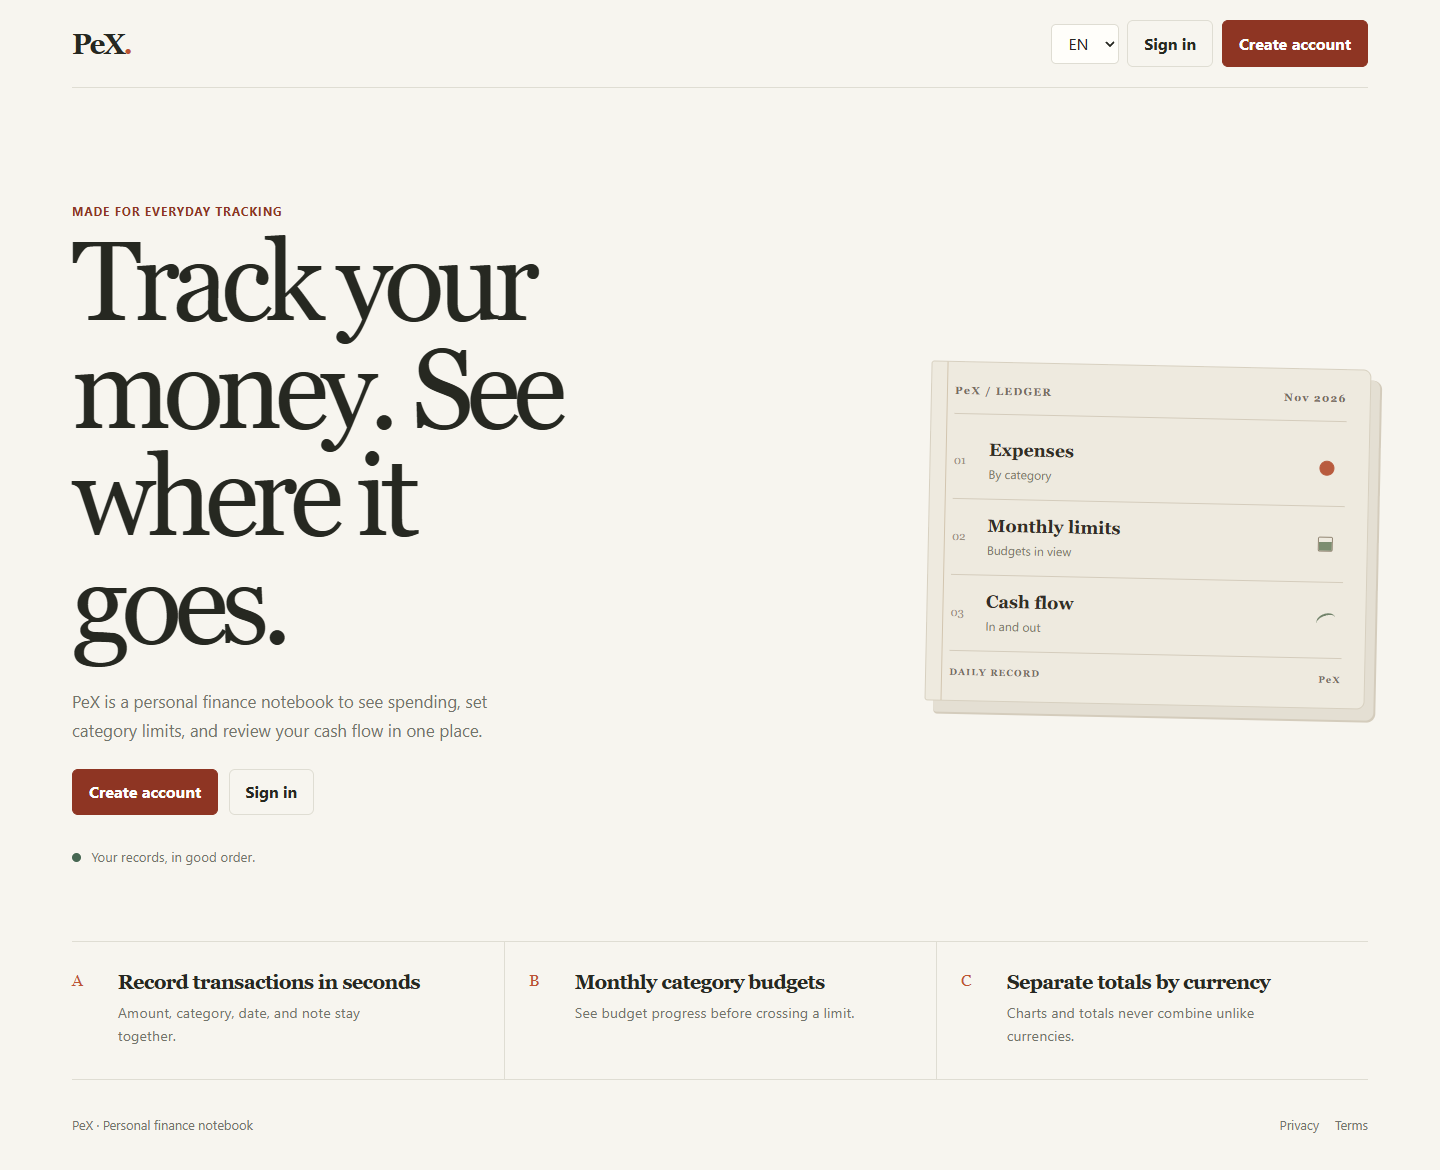 PeX.
EN
Sign in
Create account
MADE FOR EVERYDAY TRACKING
Track your
money. See
where it
goes.
PeX is a personal finance notebook to see spending, set
category limits, and review your cash flow in one place.
Create account
Sign in
Your records, in good order.
PeX / LEDGER
Nov 2026
01
Expenses
By category
02
Monthly limits
Budgets in view
03
Cash flow
In and out
DAILY RECORD
PeX
A
Record transactions in seconds
Amount, category, date, and note stay
together.
B
Monthly category budgets
See budget progress before crossing a limit.
C
Separate totals by currency
Charts and totals never combine unlike
currencies.
PeX · Personal finance notebook
Privacy
Terms